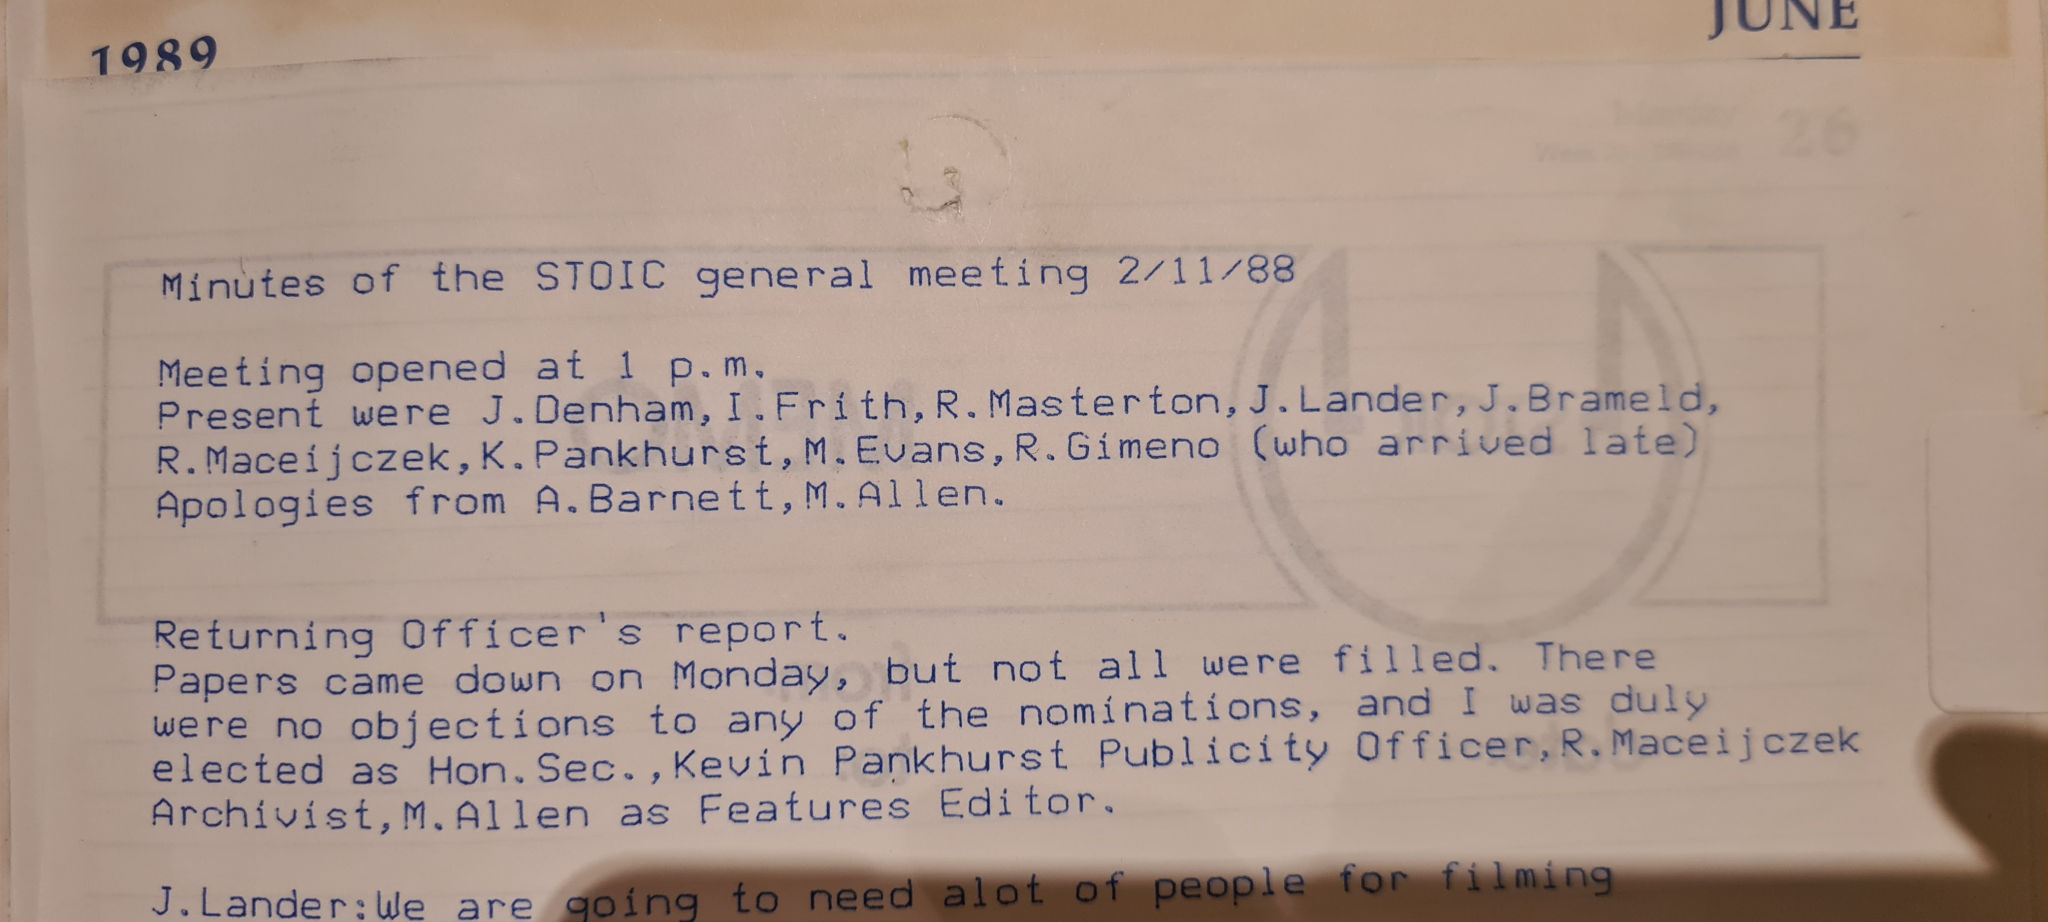 1989
JUNE
26
Minutes of the STOIC general meeting 2/11/88
Meeting opened at 1 p.m.
Present were J.Denham,I.Frith,R.Masterton,J.Lander,J.Brameld,
R.Maceijczek,K.Pankhurst,M.Evans,R.Gimeno (who arrived late)
Apologies from A.Barnett,M.Allen.
Returning Officer's report.
Papers came down on Monday, but not all were filled. There
were no objections to any of the nominations, and I was duly
elected as Hon.Sec.,Kevin Pankhurst Publicity Officer,R.Maceijczek
Archivist,M.Allen as Features Editor.
J.Lander:We are going to need alot of people for filming